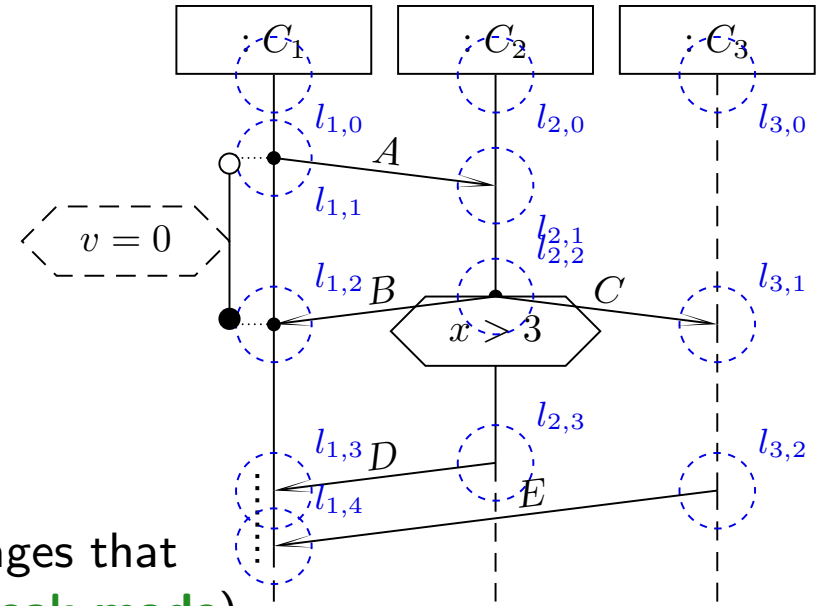 : C₁ : C₂ : C₃
l₁,₀ l₂,₀ l₃,₀
A
l₁,₁
l₂,₁
v = 0
l₂,₂
l₁,₂ B C l₃,₁
x > 3
l₂,₃
l₁,₃ D l₃,₂
l₁,₄ E
nges that